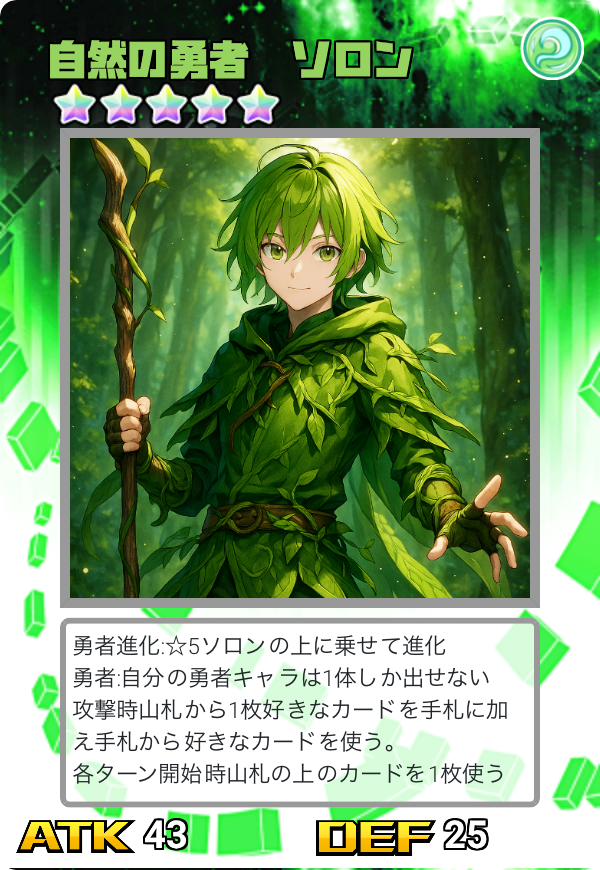 自然の勇者 ソロン
勇者進化:☆5ソロンの上に乗せて進化
勇者:自分の勇者キャラは1体しか出せない
攻撃時山札から1枚好きなカードを手札に加
え手札から好きなカードを使う。
各ターン開始時山札の上のカードを1枚使う
ATK 43 DEF 25